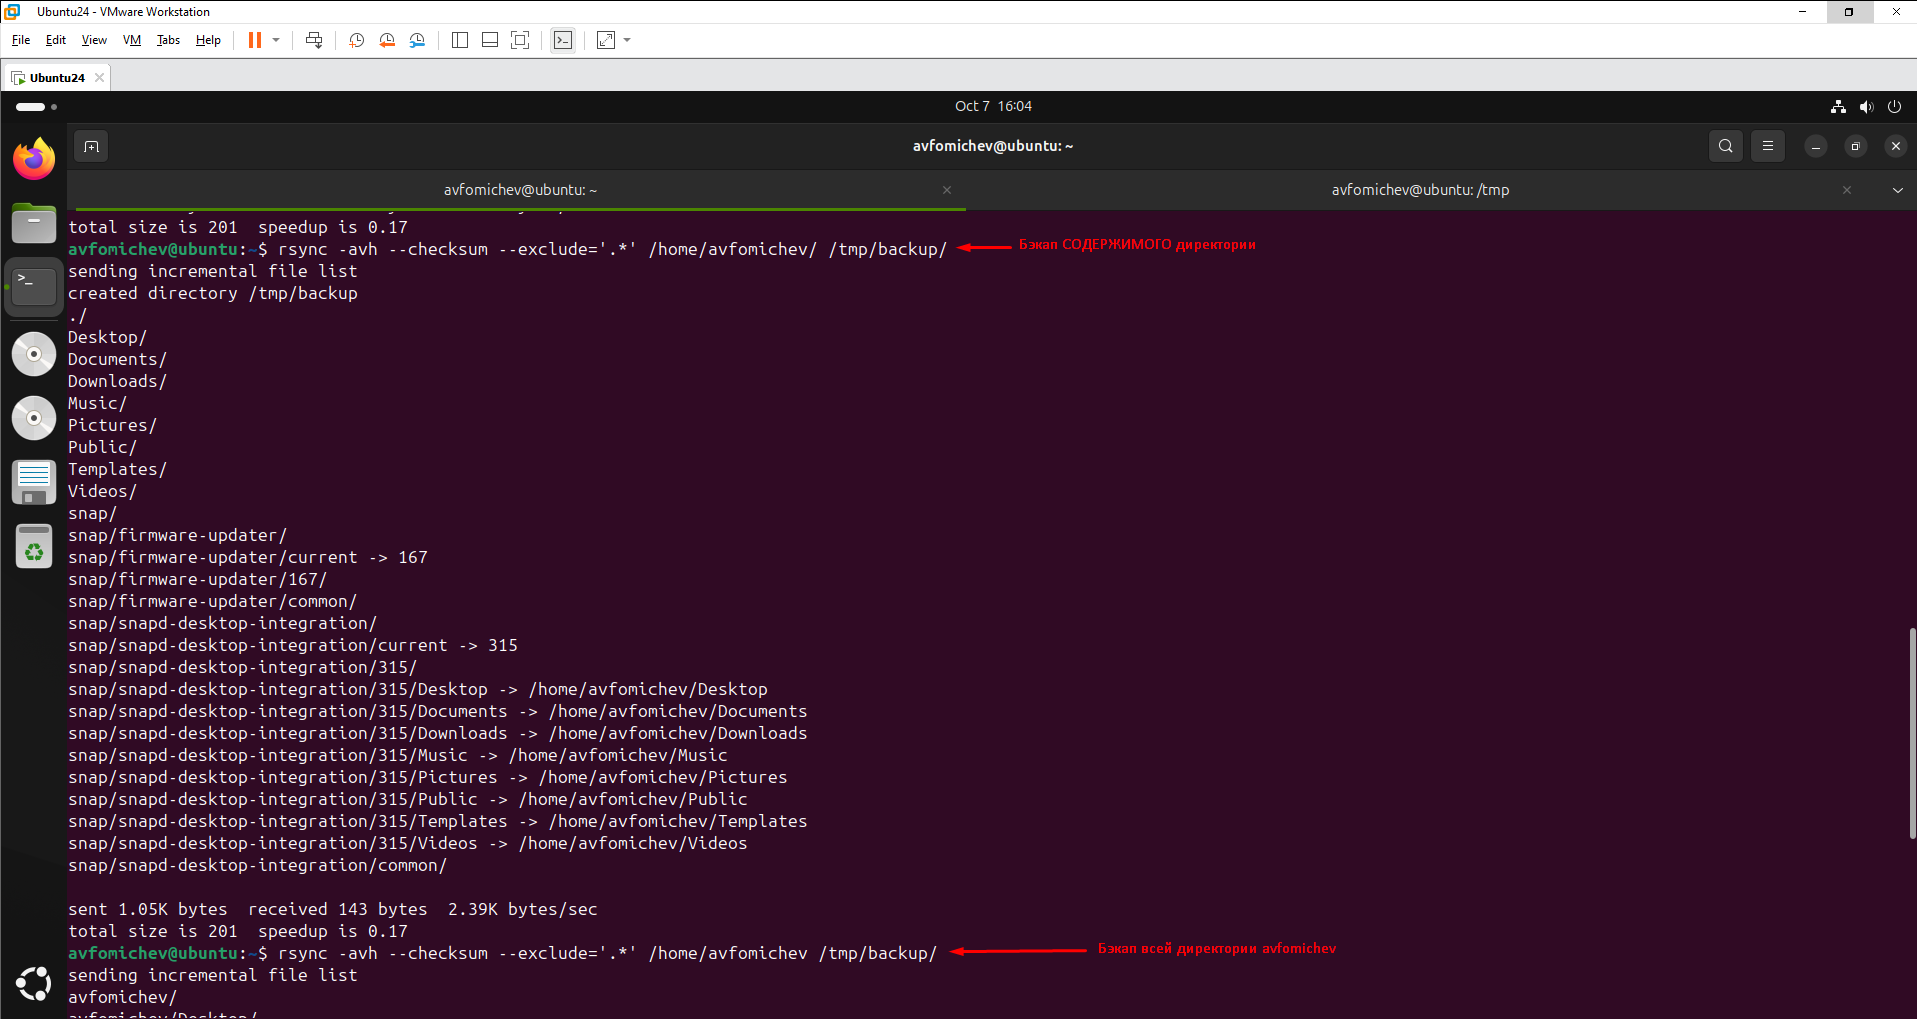 Ubuntu24 - VMware Workstation
File Edit View VM Tabs Help
Ubuntu24
Oct 7 16:04
avfomichev@ubuntu: ~
avfomichev@ubuntu: ~ avfomichev@ubuntu: /tmp
total size is 201  speedup is 0.17
avfomichev@ubuntu:~$ rsync -avh --checksum --exclude='.*' /home/avfomichev/ /tmp/backup/ Бэкап СОДЕРЖИМОГО директории
sending incremental file list
created directory /tmp/backup
./
Desktop/
Documents/
Downloads/
Music/
Pictures/
Public/
Templates/
Videos/
snap/
snap/firmware-updater/
snap/firmware-updater/current -> 167
snap/firmware-updater/167/
snap/firmware-updater/common/
snap/snapd-desktop-integration/
snap/snapd-desktop-integration/current -> 315
snap/snapd-desktop-integration/315/
snap/snapd-desktop-integration/315/Desktop -> /home/avfomichev/Desktop
snap/snapd-desktop-integration/315/Documents -> /home/avfomichev/Documents
snap/snapd-desktop-integration/315/Downloads -> /home/avfomichev/Downloads
snap/snapd-desktop-integration/315/Music -> /home/avfomichev/Music
snap/snapd-desktop-integration/315/Pictures -> /home/avfomichev/Pictures
snap/snapd-desktop-integration/315/Public -> /home/avfomichev/Public
snap/snapd-desktop-integration/315/Templates -> /home/avfomichev/Templates
snap/snapd-desktop-integration/315/Videos -> /home/avfomichev/Videos
snap/snapd-desktop-integration/common/
sent 1.05K bytes  received 143 bytes  2.39K bytes/sec
total size is 201  speedup is 0.17
avfomichev@ubuntu:~$ rsync -avh --checksum --exclude='.*' /home/avfomichev /tmp/backup/ Бэкап всей директории avfomichev
sending incremental file list
avfomichev/
avfomichev/Desktop/